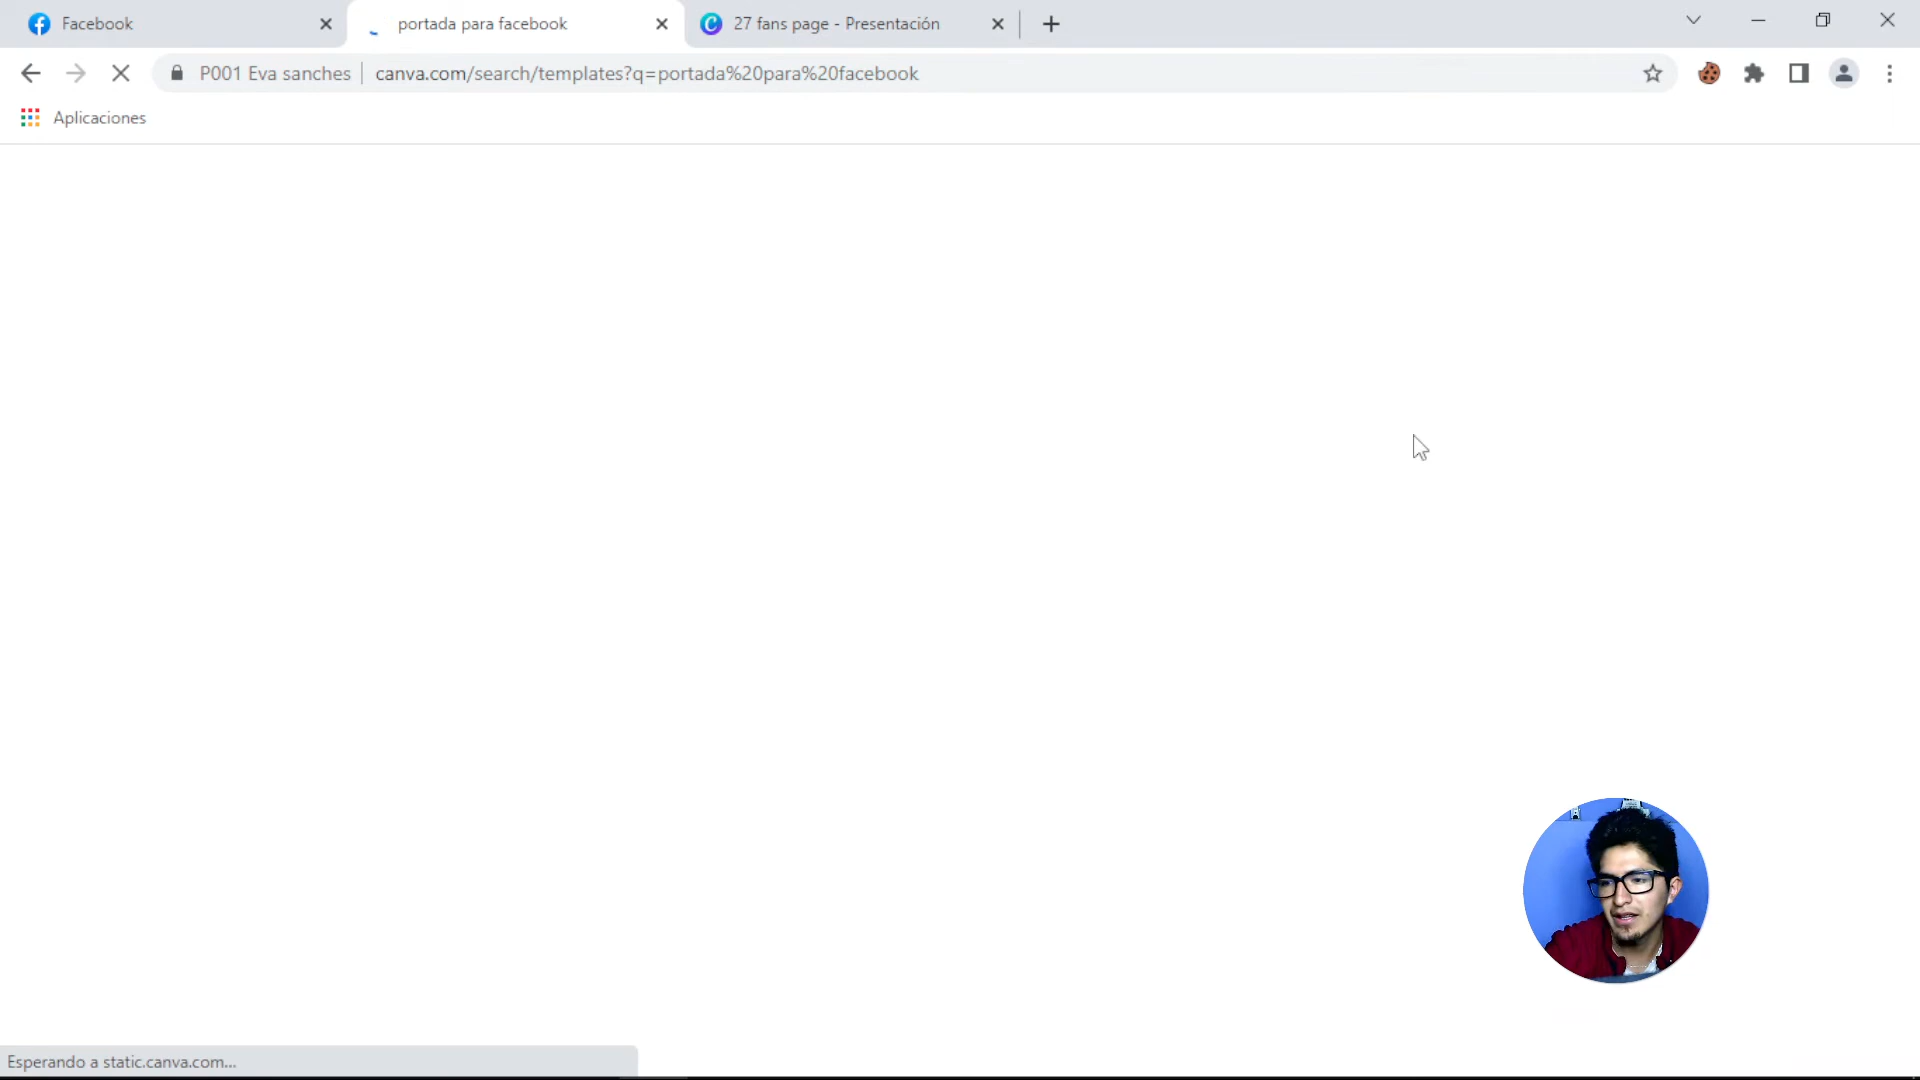 Facebook
portada para facebook
27 fans page - Presentación
P001 Eva sanches
canva.com/search/templates?q=portada%20para%20facebook
Aplicaciones
Esperando a static.canva.com...